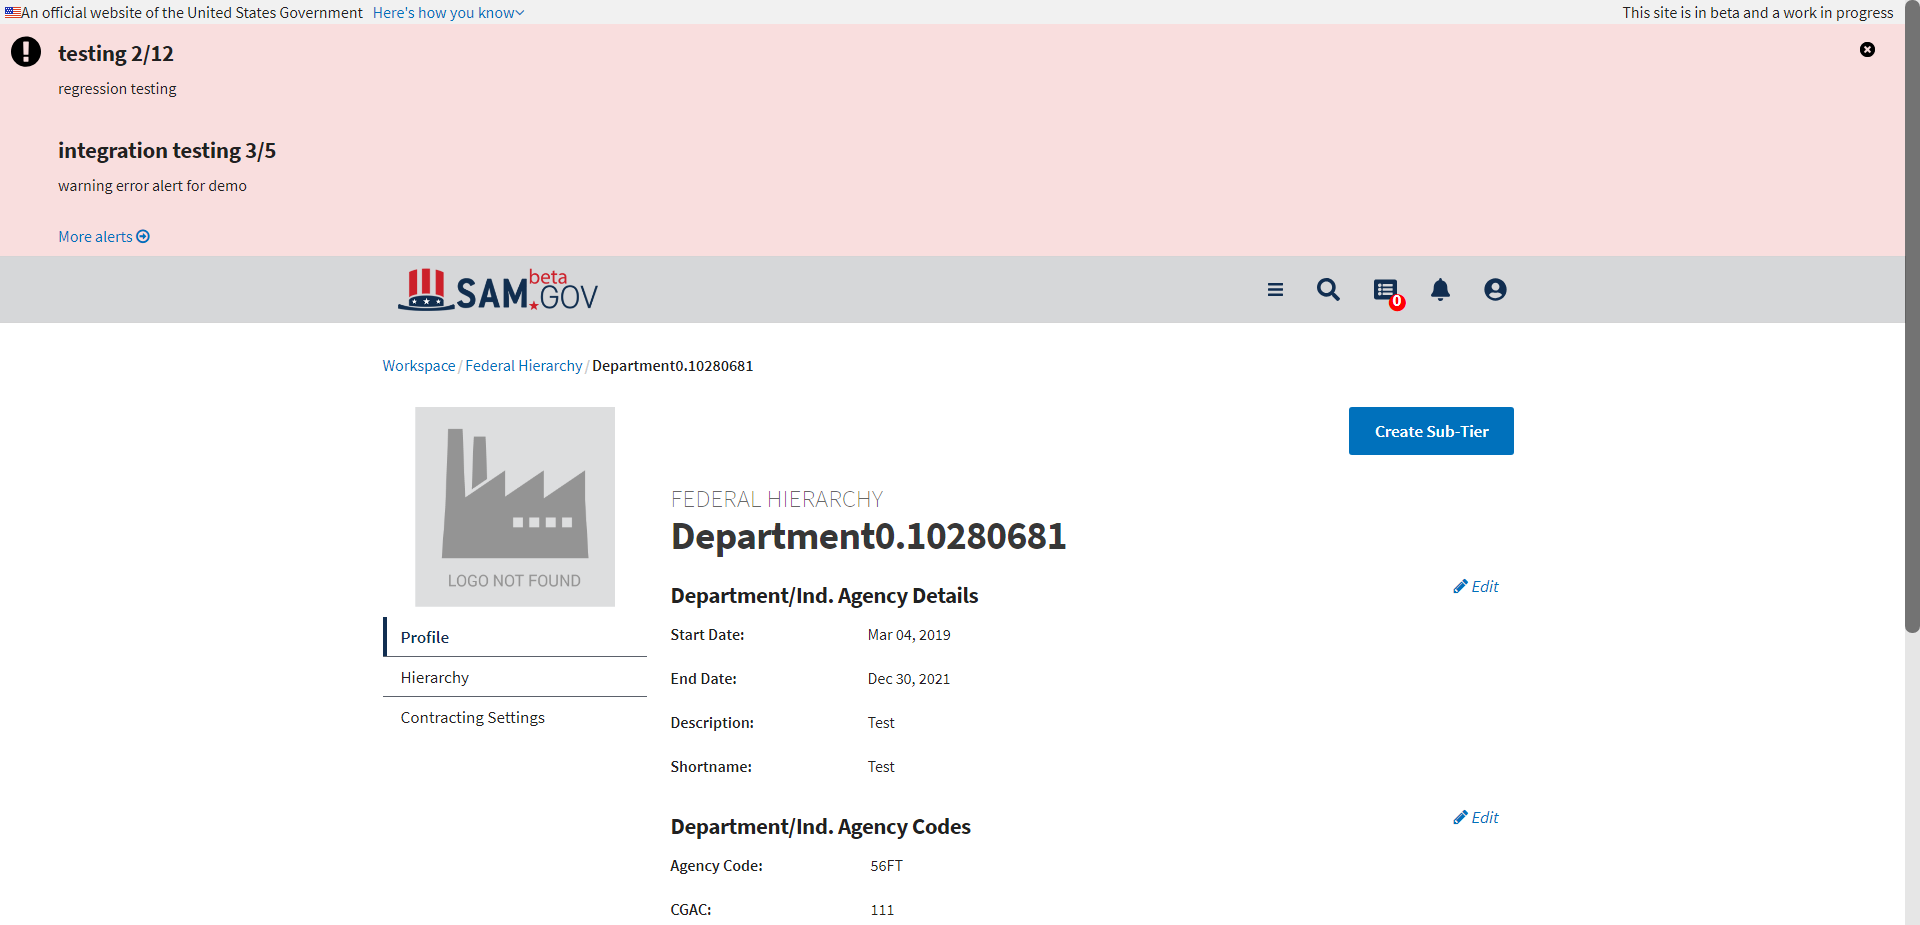 An official website of the United States Government Here's how you know
This site is in beta and a work in progress
testing 2/12
regression testing
integration testing 3/5
warning error alert for demo
More alerts
SAM.GOV beta
0
Workspace / Federal Hierarchy / Department0.10280681
LOGO NOT FOUND
Create Sub-Tier
FEDERAL HIERARCHY
Department0.10280681
Profile
Hierarchy
Contracting Settings
Department/Ind. Agency Details
Edit
Start Date: Mar 04, 2019
End Date: Dec 30, 2021
Description: Test
Shortname: Test
Department/Ind. Agency Codes
Edit
Agency Code: 56FT
CGAC: 111